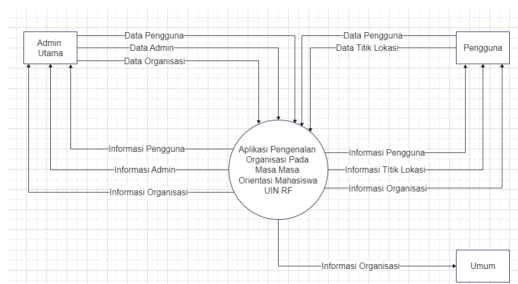 Data Pengguna
Data Admin
Data Organisasi
Admin
Utama
Data Pengguna
Data Titik Lokasi
Pengguna
Informasi Pengguna
Informasi Admin
Informasi Organisasi
Aplikasi Pengenalan
Organisasi Pada
Masa Masa
Orientasi Mahasiswa
UIN RF
Informasi Pengguna
Informasi TItik Lokasi
Informasi Organisasi
Informasi Organisasi
Umum